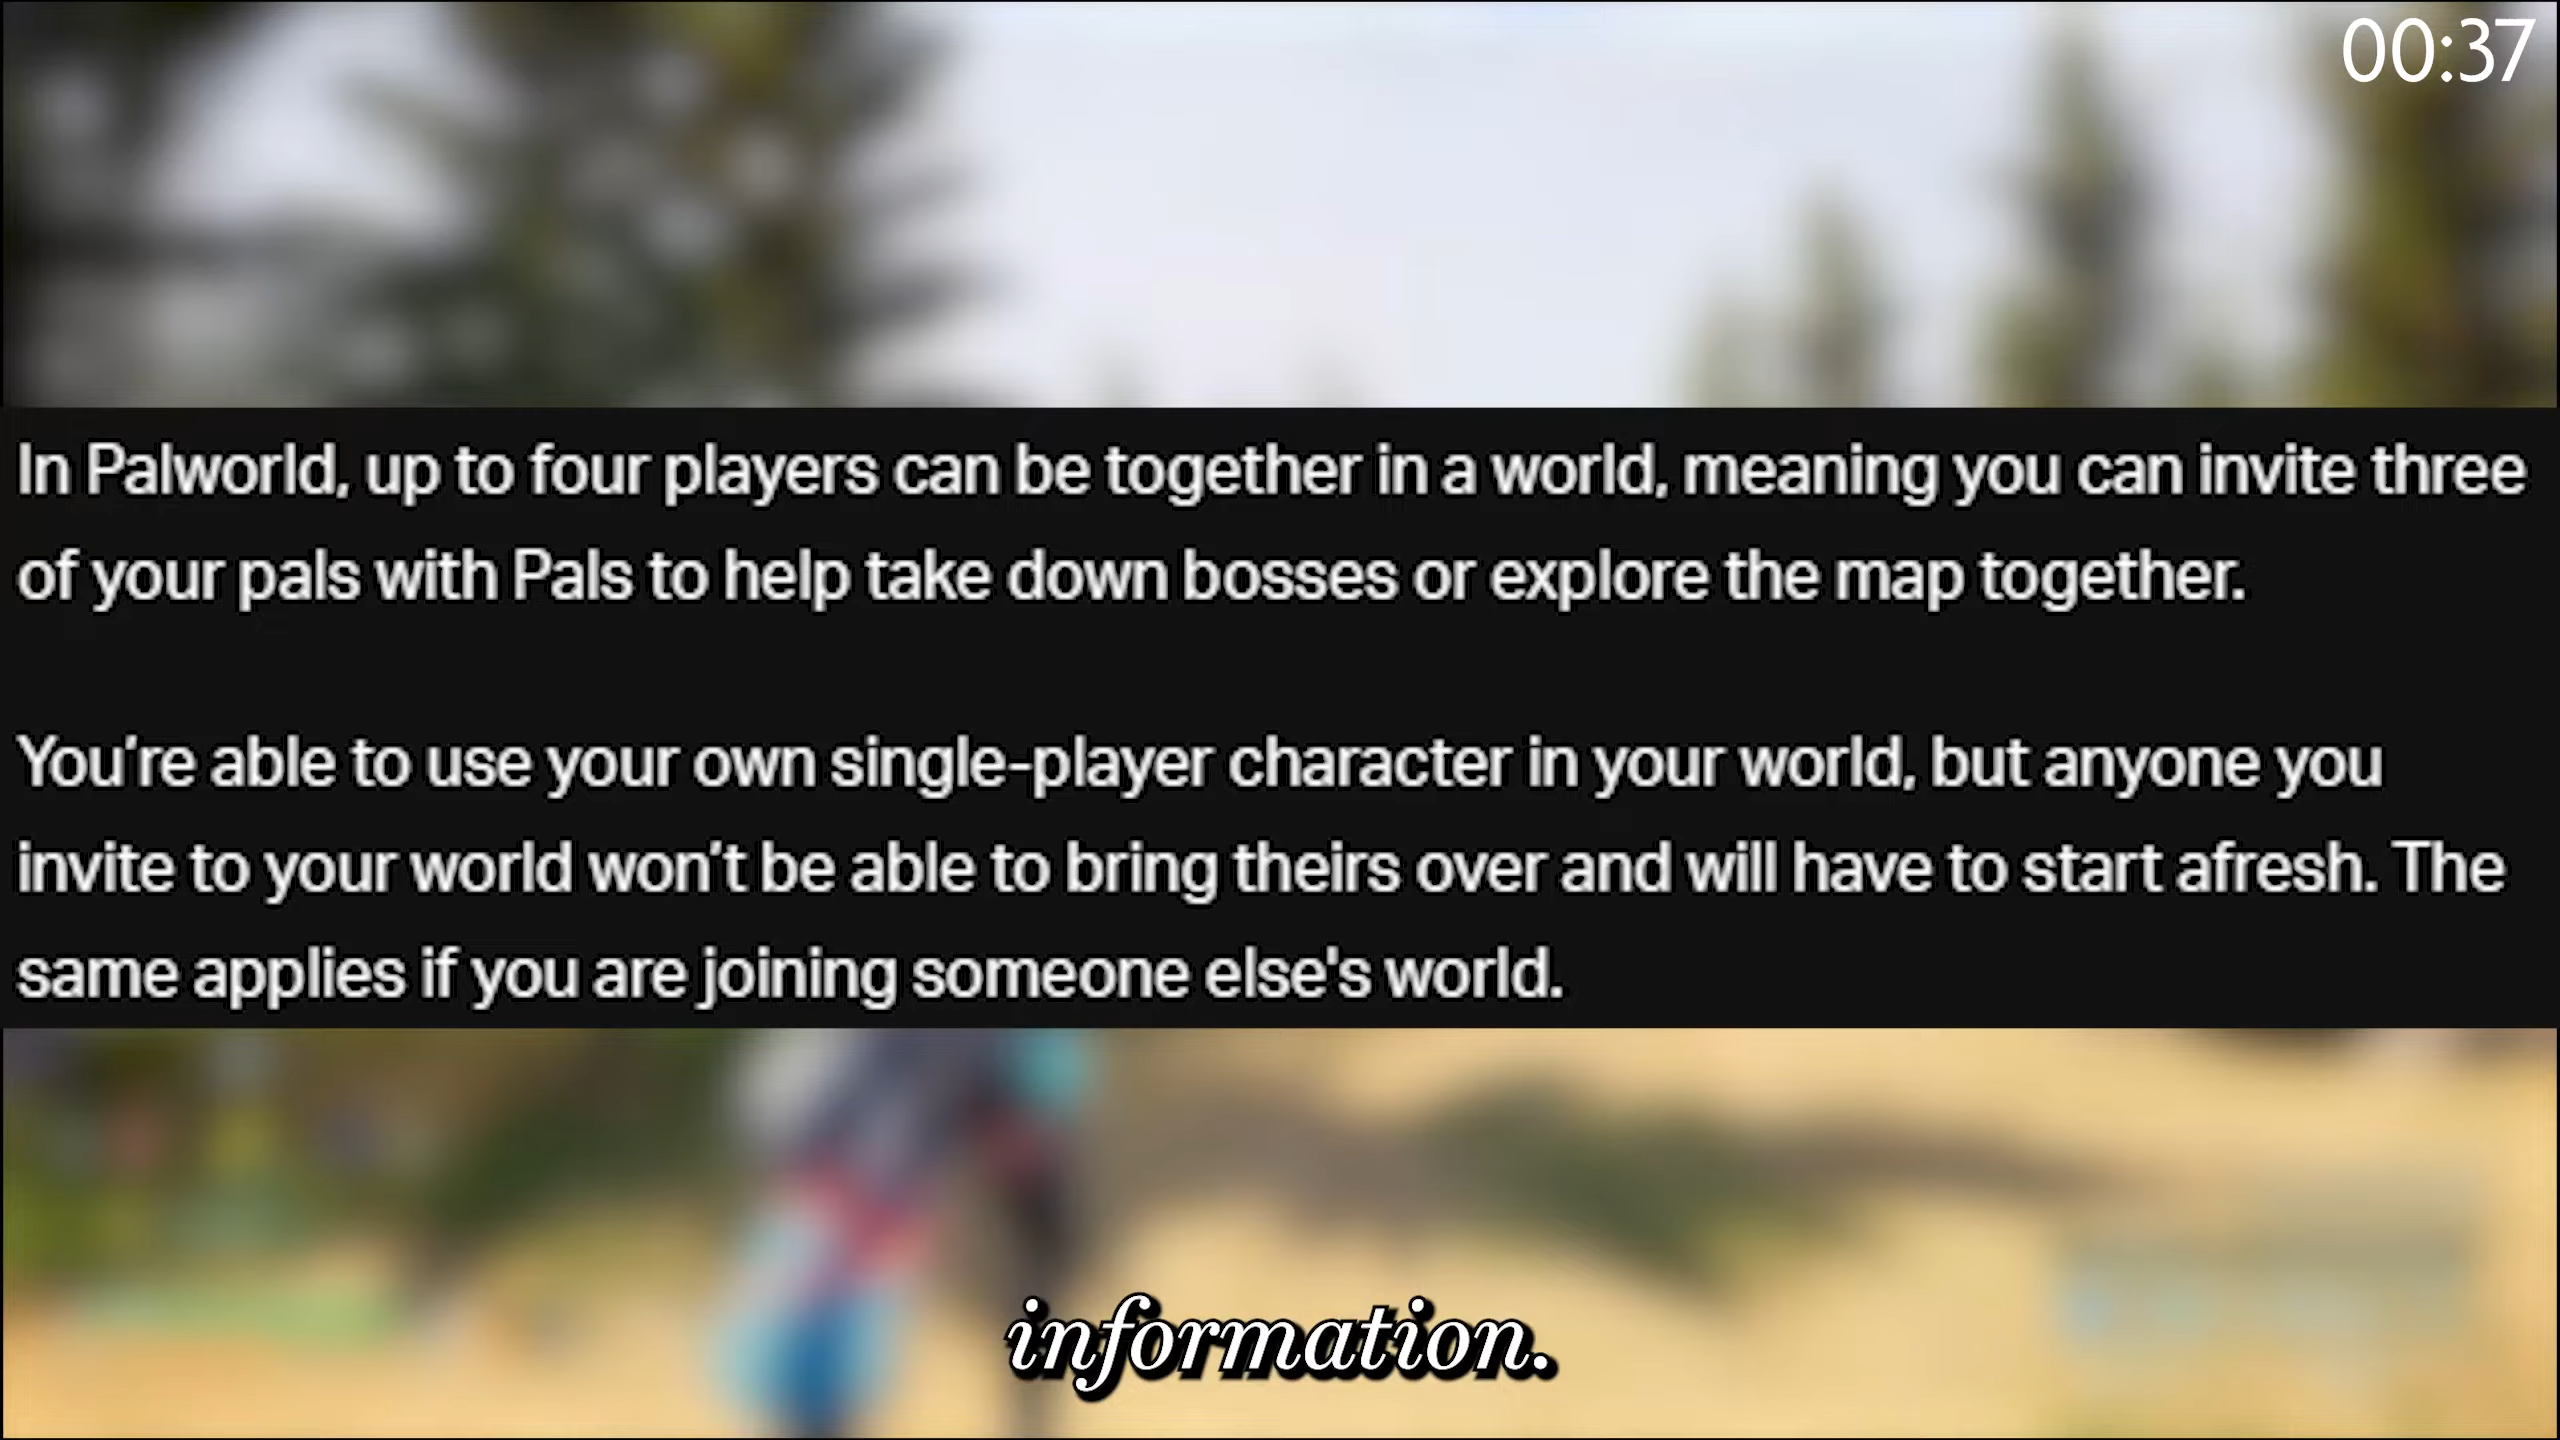 00:37
In Palworld, up to four players can be together in a world, meaning you can invite three
of your pals with Pals to help take down bosses or explore the map together.
You’re able to use your own single-player character in your world, but anyone you
invite to your world won’t be able to bring theirs over and will have to start afresh. The
same applies if you are joining someone else's world.
information.